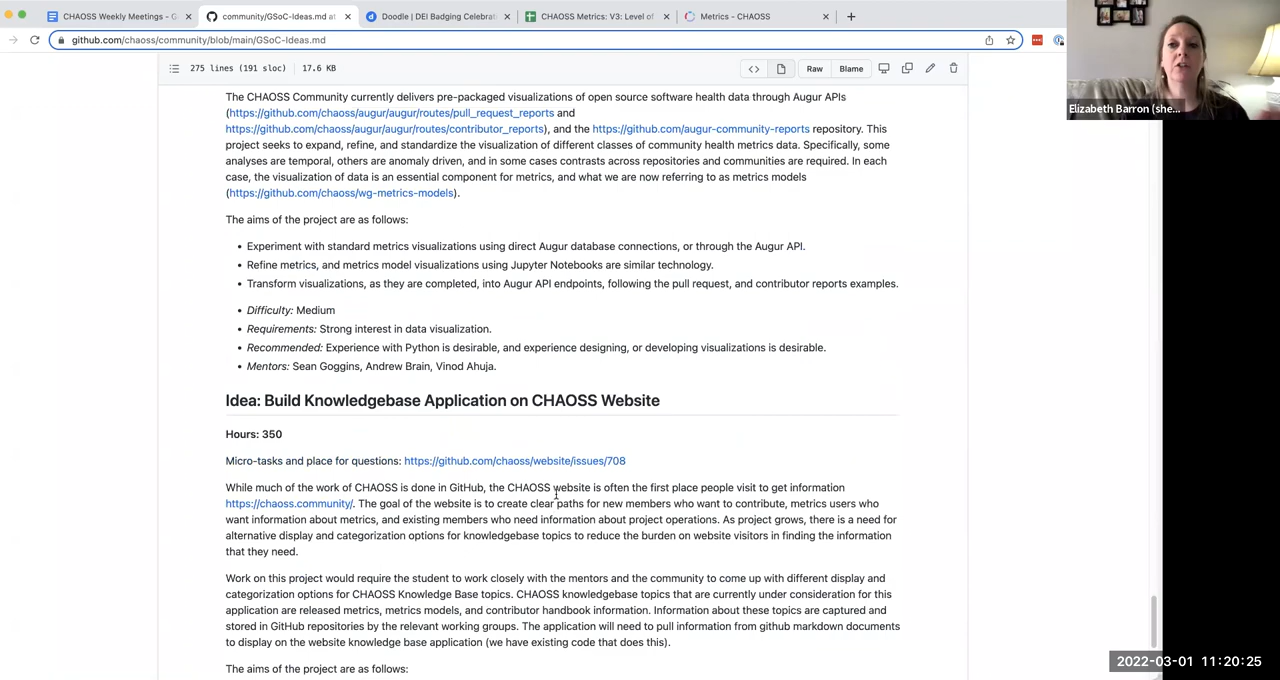 CHAOSS Weekly Meetings - G
community/GSoC-Ideas.md at
Doodle | DEI Badging Celebrat
CHAOSS Metrics: V3: Level of
Metrics - CHAOSS
github.com/chaoss/community/blob/main/GSoC-Ideas.md
275 lines (191 sloc) | 17.6 KB
Raw
Blame
The CHAOSS Community currently delivers pre-packaged visualizations of open source software health data through Augur APIs
(https://github.com/chaoss/augur/augur/routes/pull_request_reports and
https://github.com/chaoss/augur/augur/routes/contributor_reports), and the https://github.com/augur-community-reports repository. This
project seeks to expand, refine, and standardize the visualization of different classes of community health metrics data. Specifically, some
analyses are temporal, others are anomaly driven, and in some cases contrasts across repositories and communities are required. In each
case, the visualization of data is an essential component for metrics, and what we are now referring to as metrics models
(https://github.com/chaoss/wg-metrics-models).
The aims of the project are as follows:
• Experiment with standard metrics visualizations using direct Augur database connections, or through the Augur API.
• Refine metrics, and metrics model visualizations using Jupyter Notebooks are similar technology.
• Transform visualizations, as they are completed, into Augur API endpoints, following the pull request, and contributor reports examples.
• Difficulty: Medium
• Requirements: Strong interest in data visualization.
• Recommended: Experience with Python is desirable, and experience designing, or developing visualizations is desirable.
• Mentors: Sean Goggins, Andrew Brain, Vinod Ahuja.
Idea: Build Knowledgebase Application on CHAOSS Website
Hours: 350
Micro-tasks and place for questions: https://github.com/chaoss/website/issues/708
While much of the work of CHAOSS is done in GitHub, the CHAOSS website is often the first place people visit to get information
https://chaoss.community/. The goal of the website is to create clear paths for new members who want to contribute, metrics users who
want information about metrics, and existing members who need information about project operations. As project grows, there is a need for
alternative display and categorization options for knowledgebase topics to reduce the burden on website visitors in finding the information
that they need.
Work on this project would require the student to work closely with the mentors and the community to come up with different display and
categorization options for CHAOSS Knowledge Base topics. CHAOSS knowledgebase topics that are currently under consideration for this
application are released metrics, metrics models, and contributor handbook information. Information about these topics are captured and
stored in GitHub repositories by the relevant working groups. The application will need to pull information from github markdown documents
to display on the website knowledge base application (we have existing code that does this).
The aims of the project are as follows:
Elizabeth Barron (she...
2022-03-01 11:20:25